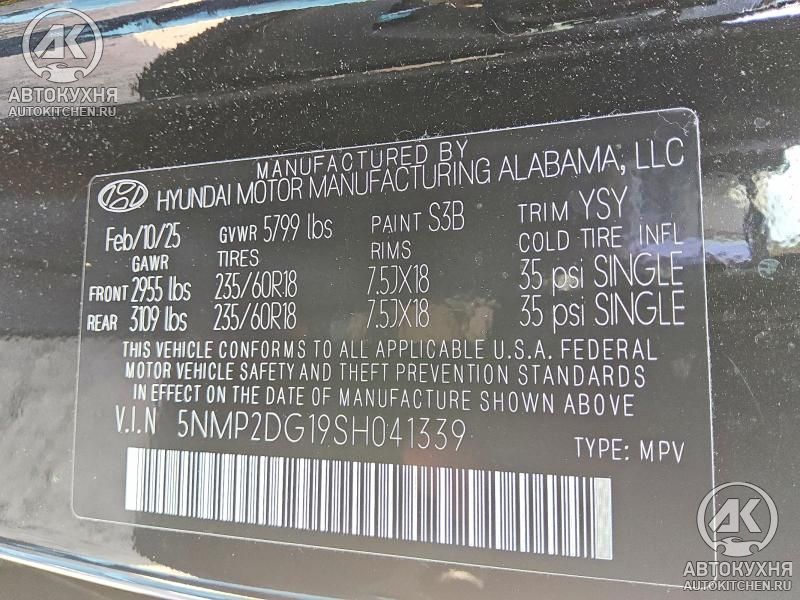 АК
АВТОКУХНЯ
AUTOKITCHEN.RU
MANUFACTURED BY
HYUNDAI MOTOR MANUFACTURING ALABAMA, LLC
Feb/10/25 GVWR 5799 lbs PAINT S3B TRIM YSY
GAWR TIRES RIMS COLD TIRE INFL
FRONT 2955 lbs 235/60R18 7.5JX18 35 psi SINGLE
REAR 3109 lbs 235/60R18 7.5JX18 35 psi SINGLE
THIS VEHICLE CONFORMS TO ALL APPLICABLE U.S.A. FEDERAL
MOTOR VEHICLE SAFETY AND THEFT PREVENTION STANDARDS
IN EFFECT ON THE DATE OF MANUFACTURE SHOWN ABOVE
V.I.N 5NMP2DG19SH041339
TYPE: MPV
АК
АВТОКУХНЯ
AUTOKITCHEN.RU